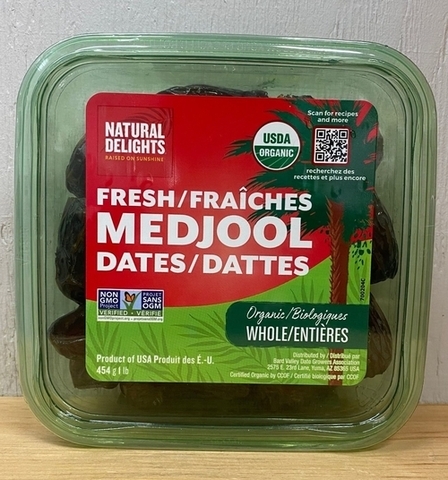 NATURAL
DELIGHTS
RAISED ON SUNSHINE
USDA
ORGANIC
Scan for recipes
and more
recherchez des
recettes et plus encore
FRESH/FRAÎCHES
MEDJOOL
DATES/DATTES
NON
GMO
Project
VERIFIED
nongmoproject.org
PROJET
SANS
OGM
VÉRIFIÉ
Organic/Biologiques
WHOLE/ENTIÈRES
Product of USA Produit des É.-U.
454 g 1 lb
Distributed by / Distribué par
Bard Valley Date Growers Association
2575 E. 23rd Lane, Yuma, AZ 85365 USA
Certified Organic by CCOF / Certifié biologique par CCOF